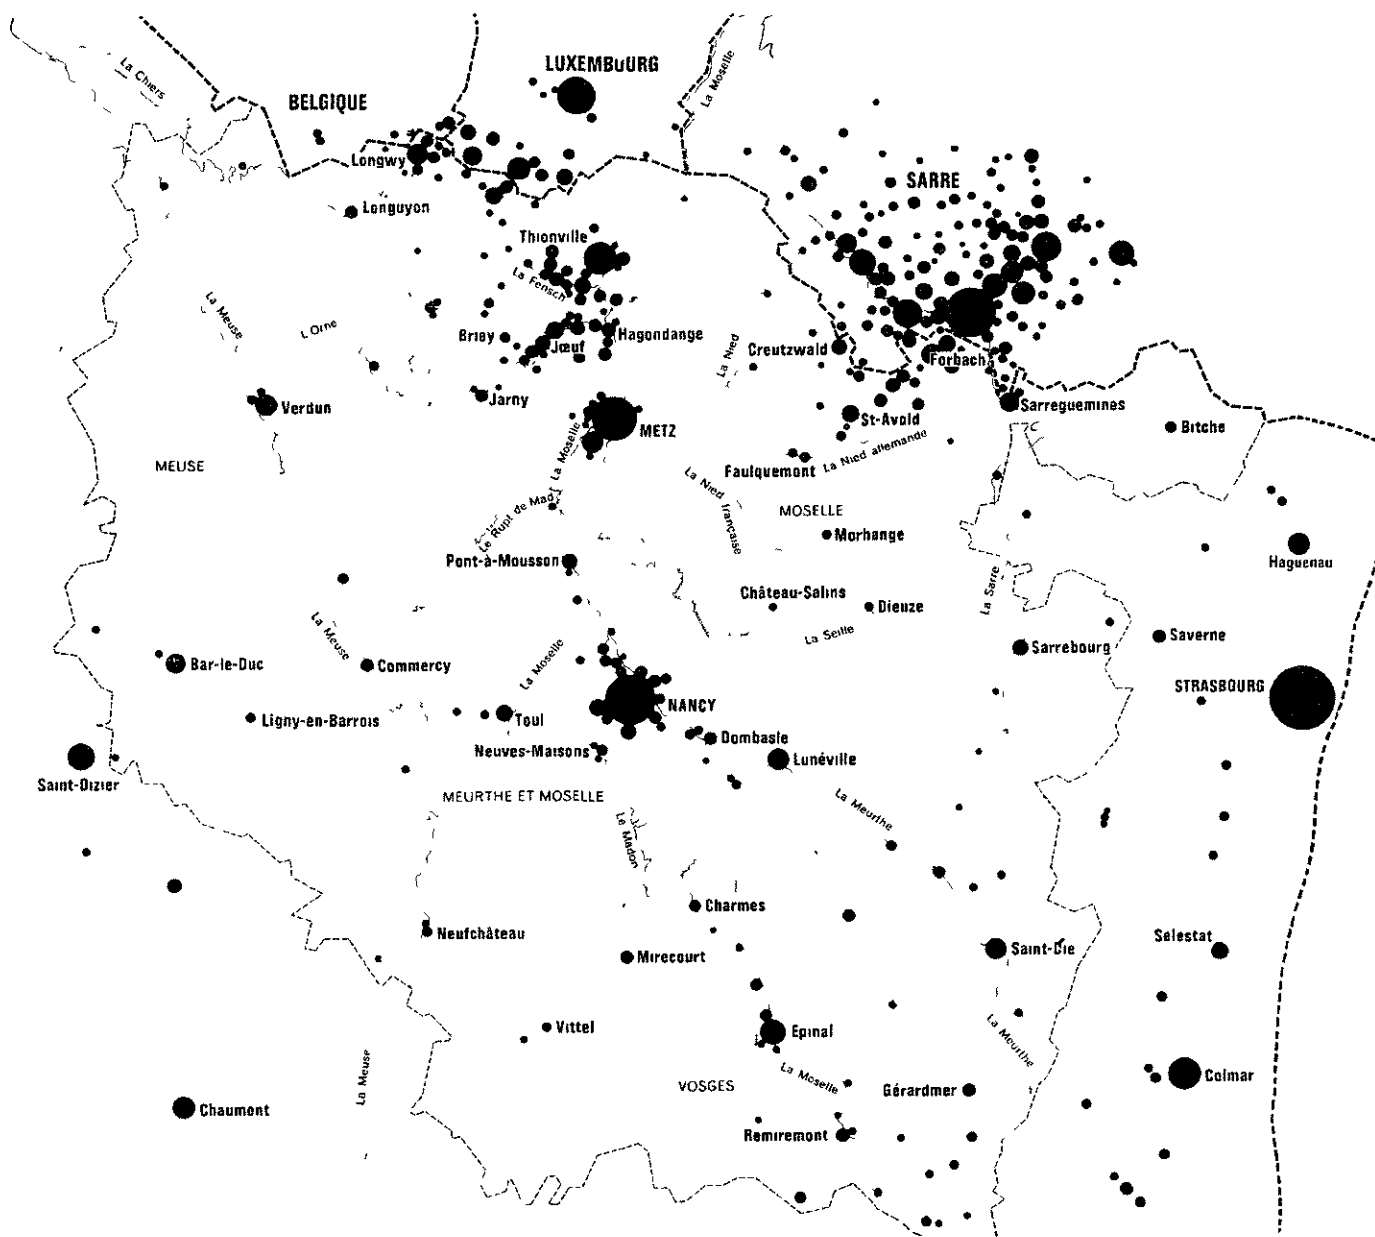 La Chiers
BELGIQUE
LUXEMBOURG
La Moselle
Longwy
Longuyon
SARRE
Thionville
La Fensch
La Meuse
L Orne
Briey
Jœuf
Hagondange
La Nied
Creutzwald
Forbach
Verdun
Jarny
METZ
La Moselle
St-Avold
Sarreguemines
Bitche
MEUSE
Faulquemont
La Nied allemande
La Nied française
Le Rupt de Mad
MOSELLE
Morhange
Pont-à-Mousson
Haguenau
Château-Salins
Dieuze
La Sarre
La Meuse
La Seille
Sarrebourg
Saverne
Bar-le-Duc
Commercy
La Moselle
STRASBOURG
Ligny-en-Barrois
Toul
NANCY
Neuves-Maisons
Dombasle
Lunéville
Saint-Dizier
MEURTHE ET MOSELLE
La Meurthe
Le Madon
Charmes
Neufchâteau
Mirecourt
Saint-Die
Selestat
Vittel
Epinal
La Meurthe
La Meuse
La Moselle
VOSGES
Gérardmer
Colmar
Chaumont
Remiremont